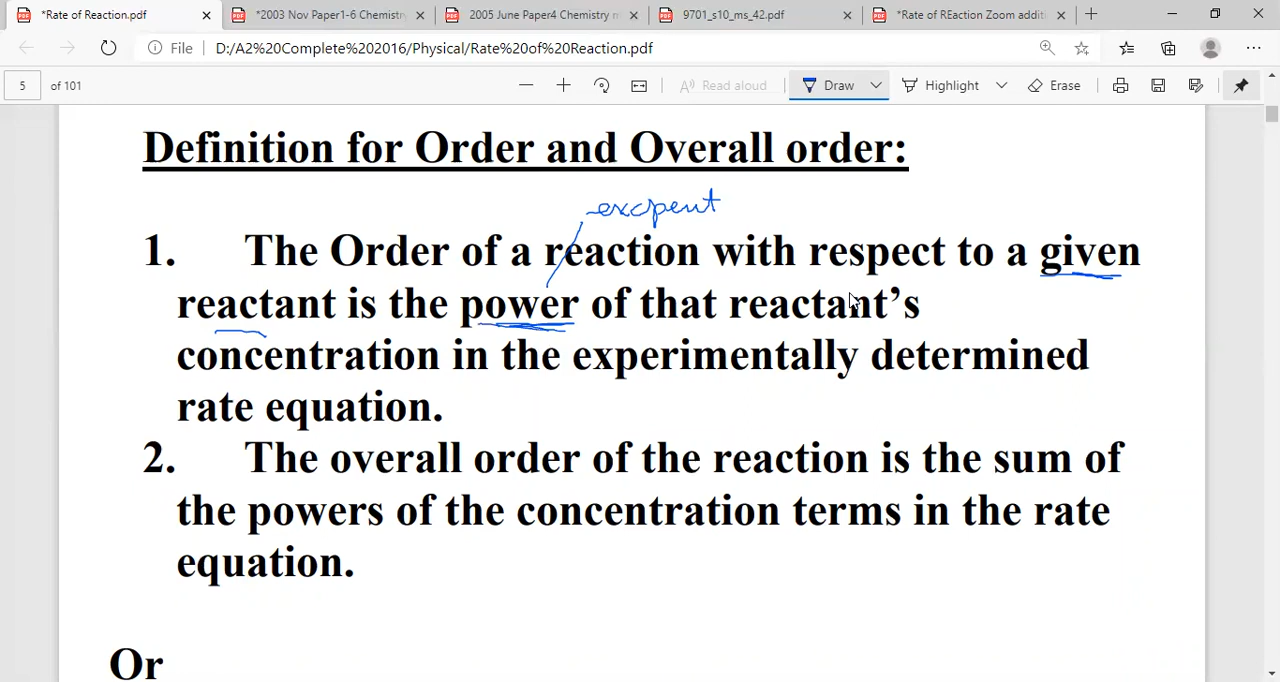 *Rate of Reaction.pdf
*2003 Nov Paper1-6 Chemistry
2005 June Paper4 Chemistry m
9701_s10_ms_42.pdf
*Rate of REaction Zoom addit
File
D:/A2%20Complete%202016/Physical/Rate%20of%20Reaction.pdf
5 of 101
Read aloud
Draw
Highlight
Erase
Definition for Order and Overall order:
1. The Order of a reaction with respect to a given
reactant is the power of that reactant's
concentration in the experimentally determined
rate equation.
2. The overall order of the reaction is the sum of
the powers of the concentration terms in the rate
equation.
Or